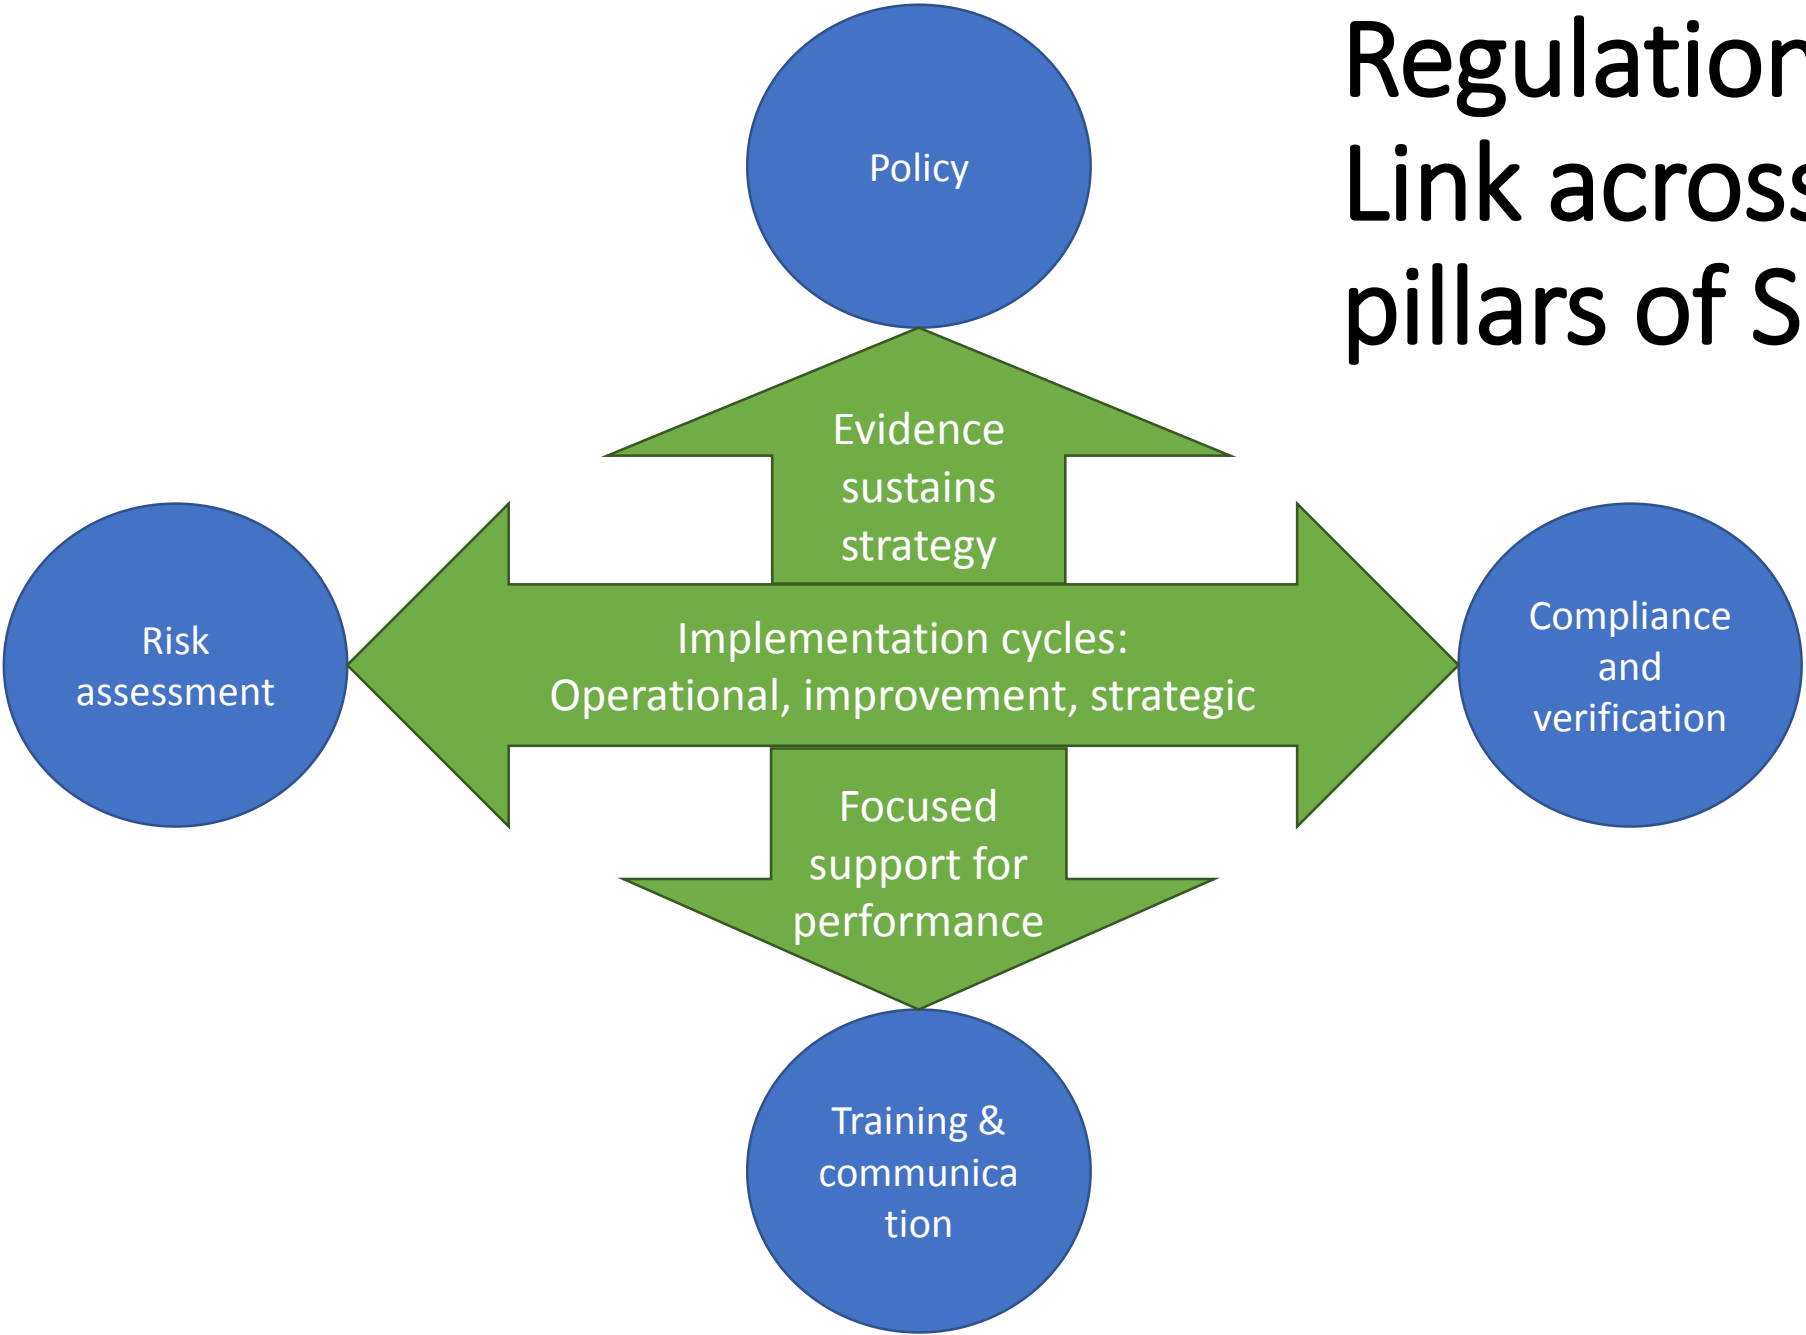 Regulation
Link across
pillars of S
Policy
Evidence
sustains
strategy
Risk
assessment
Implementation cycles:
Operational, improvement, strategic
Compliance
and
verification
Focused
support for
performance
Training &
communica
tion